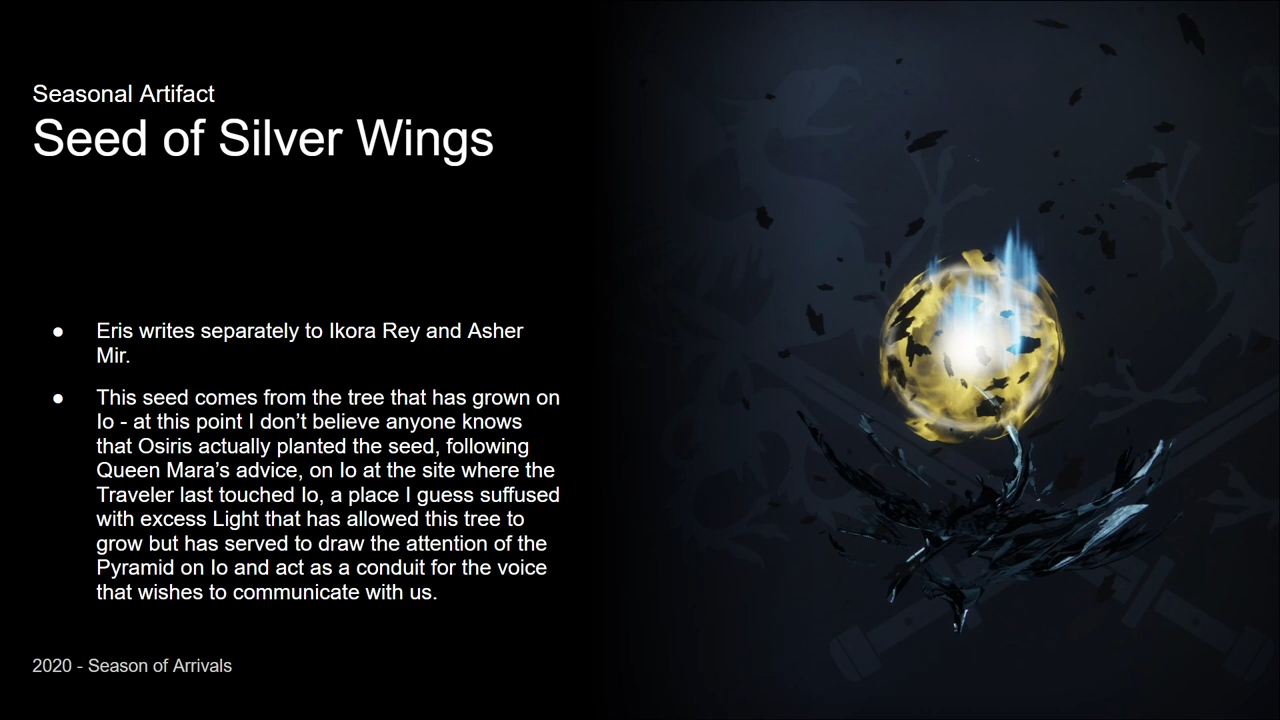 Seasonal Artifact
Seed of Silver Wings
● Eris writes separately to Ikora Rey and Asher
Mir.
● This seed comes from the tree that has grown on
Io - at this point I don’t believe anyone knows
that Osiris actually planted the seed, following
Queen Mara’s advice, on Io at the site where the
Traveler last touched Io, a place I guess suffused
with excess Light that has allowed this tree to
grow but has served to draw the attention of the
Pyramid on Io and act as a conduit for the voice
that wishes to communicate with us.
2020 - Season of Arrivals